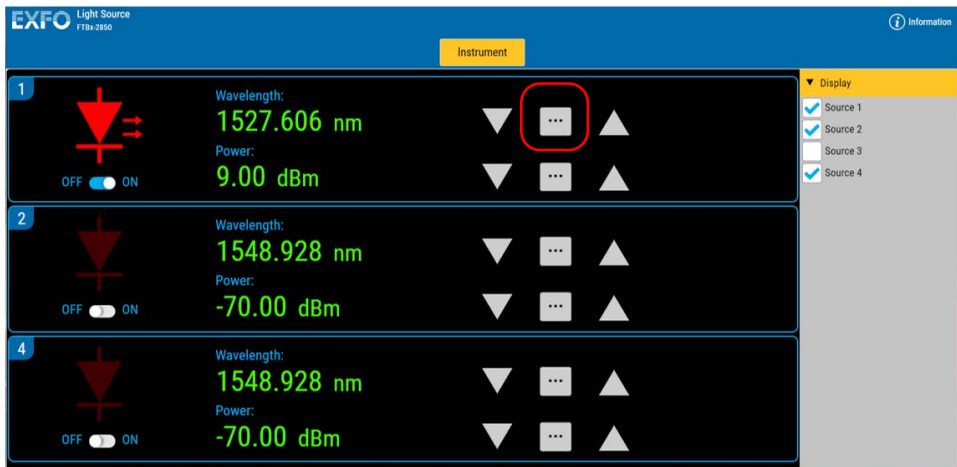 EXFO Light Source
FTBx-2850
Information
Instrument
1
Wavelength:
1527.606 nm
...
Power:
9.00 dBm
...
OFF ON
2
Wavelength:
1548.928 nm
...
Power:
-70.00 dBm
...
OFF ON
4
Wavelength:
1548.928 nm
...
Power:
-70.00 dBm
...
OFF ON
Display
Source 1
Source 2
Source 3
Source 4